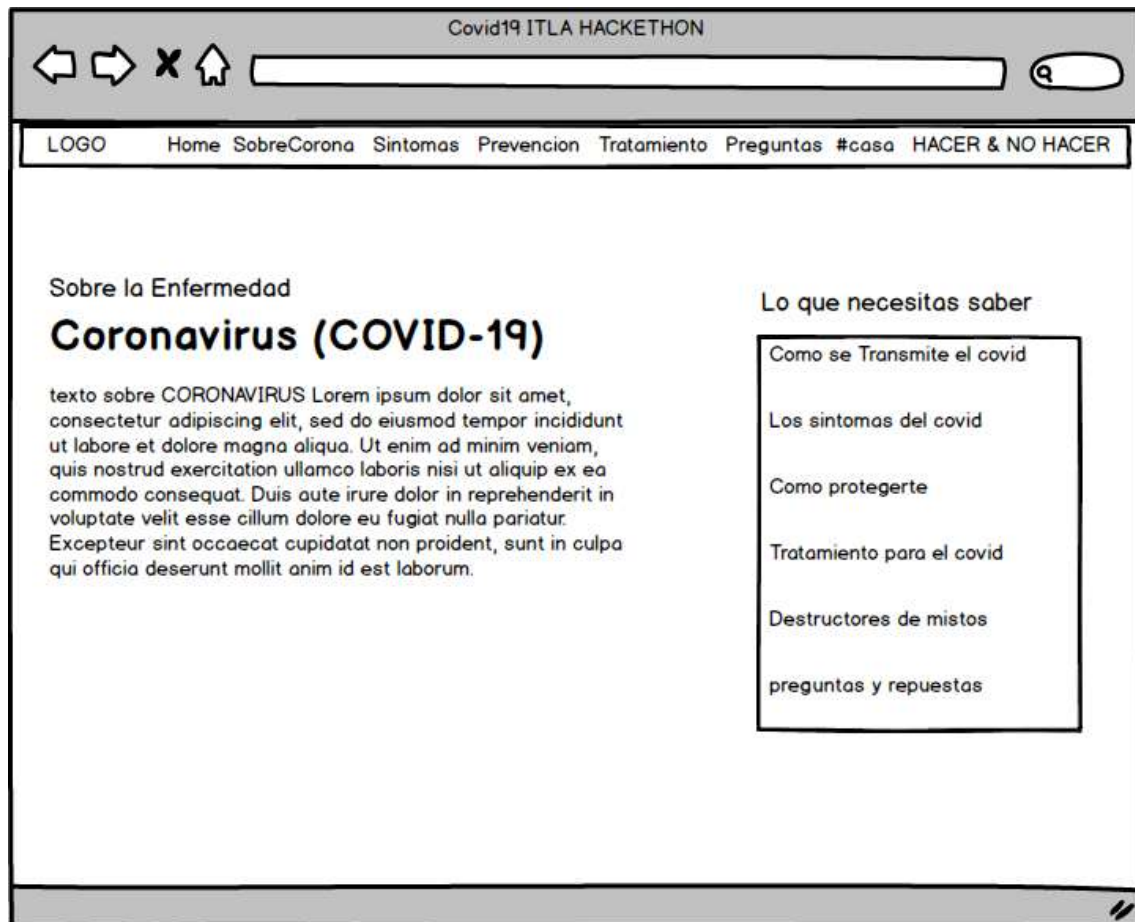 Covid19 ITLA HACKETHON
LOGO Home SobreCorona Sintomas Prevencion Tratamiento Preguntas #casa HACER & NO HACER
Sobre la Enfermedad
Coronavirus (COVID-19)
texto sobre CORONAVIRUS Lorem ipsum dolor sit amet,
consectetur adipiscing elit, sed do eiusmod tempor incididunt
ut labore et dolore magna aliqua. Ut enim ad minim veniam,
quis nostrud exercitation ullamco laboris nisi ut aliquip ex ea
commodo consequat. Duis aute irure dolor in reprehenderit in
voluptate velit esse cillum dolore eu fugiat nulla pariatur.
Excepteur sint occaecat cupidatat non proident, sunt in culpa
qui officia deserunt mollit anim id est laborum.
Lo que necesitas saber
Como se Transmite el covid
Los sintomas del covid
Como protegerte
Tratamiento para el covid
Destructores de mistos
preguntas y repuestas